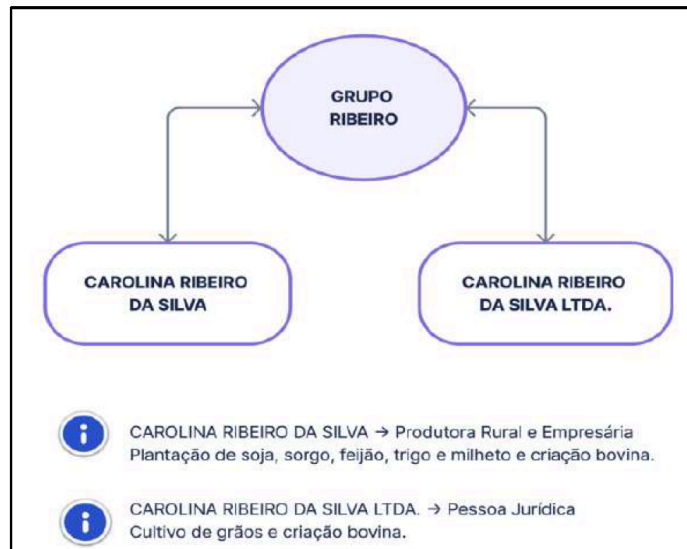 GRUPO
RIBEIRO
CAROLINA RIBEIRO
DA SILVA
CAROLINA RIBEIRO
DA SILVA LTDA.
CAROLINA RIBEIRO DA SILVA → Produtora Rural e Empresária
Plantação de soja, sorgo, feijão, trigo e milheto e criação bovina.
CAROLINA RIBEIRO DA SILVA LTDA. → Pessoa Jurídica
Cultivo de grãos e criação bovina.